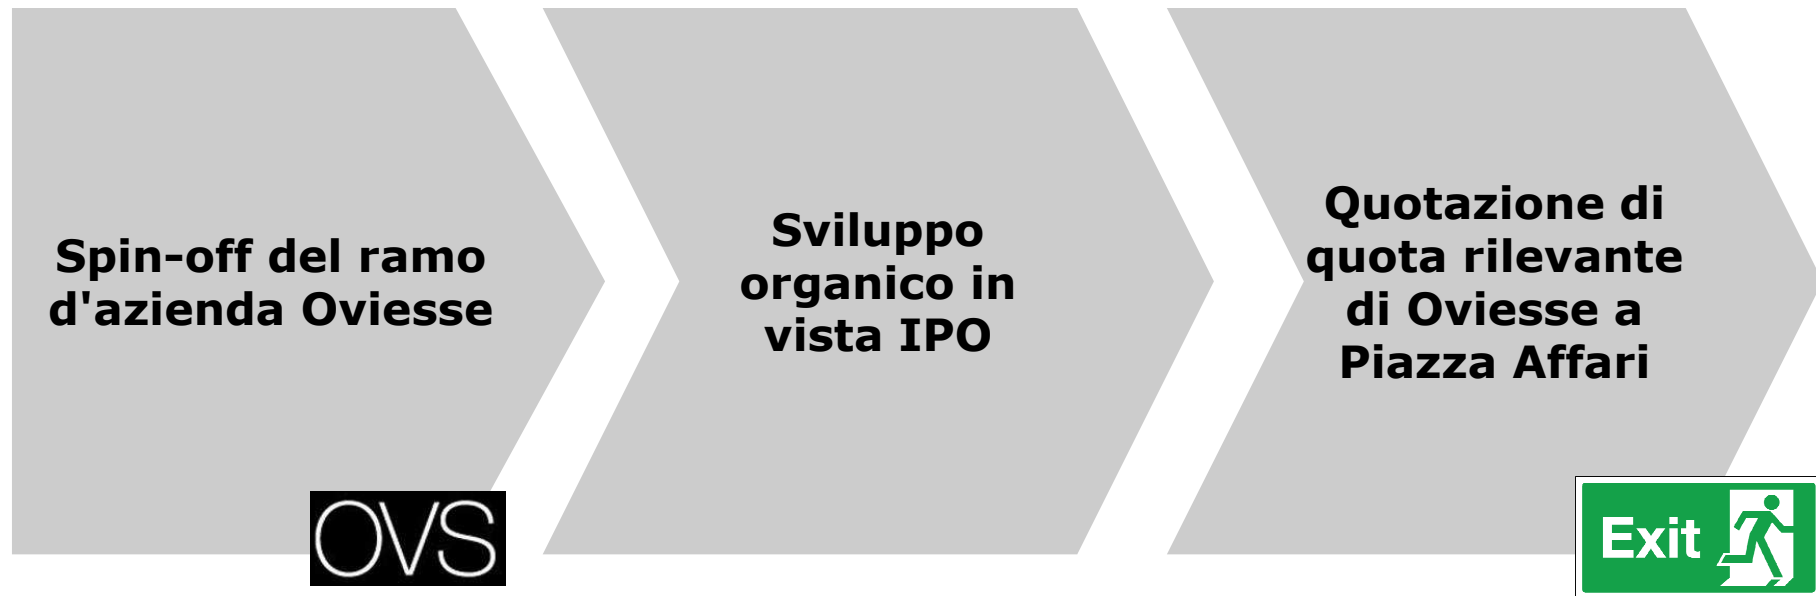 Spin-off del ramo
d'azienda Oviesse
OVS
Sviluppo
organico in
vista IPO
Quotazione di
quota rilevante
di Oviesse a
Piazza Affari
Exit